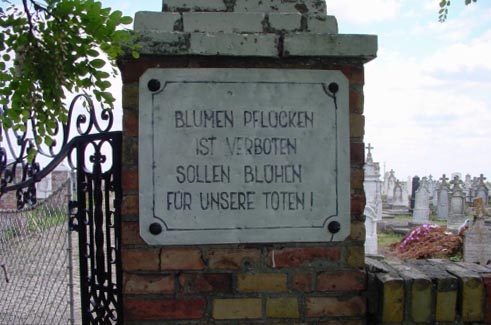 BLUMEN PFLÜCKEN
IST VERBOTEN
SOLLEN BLÜHEN
FÜR UNSERE TOTEN!